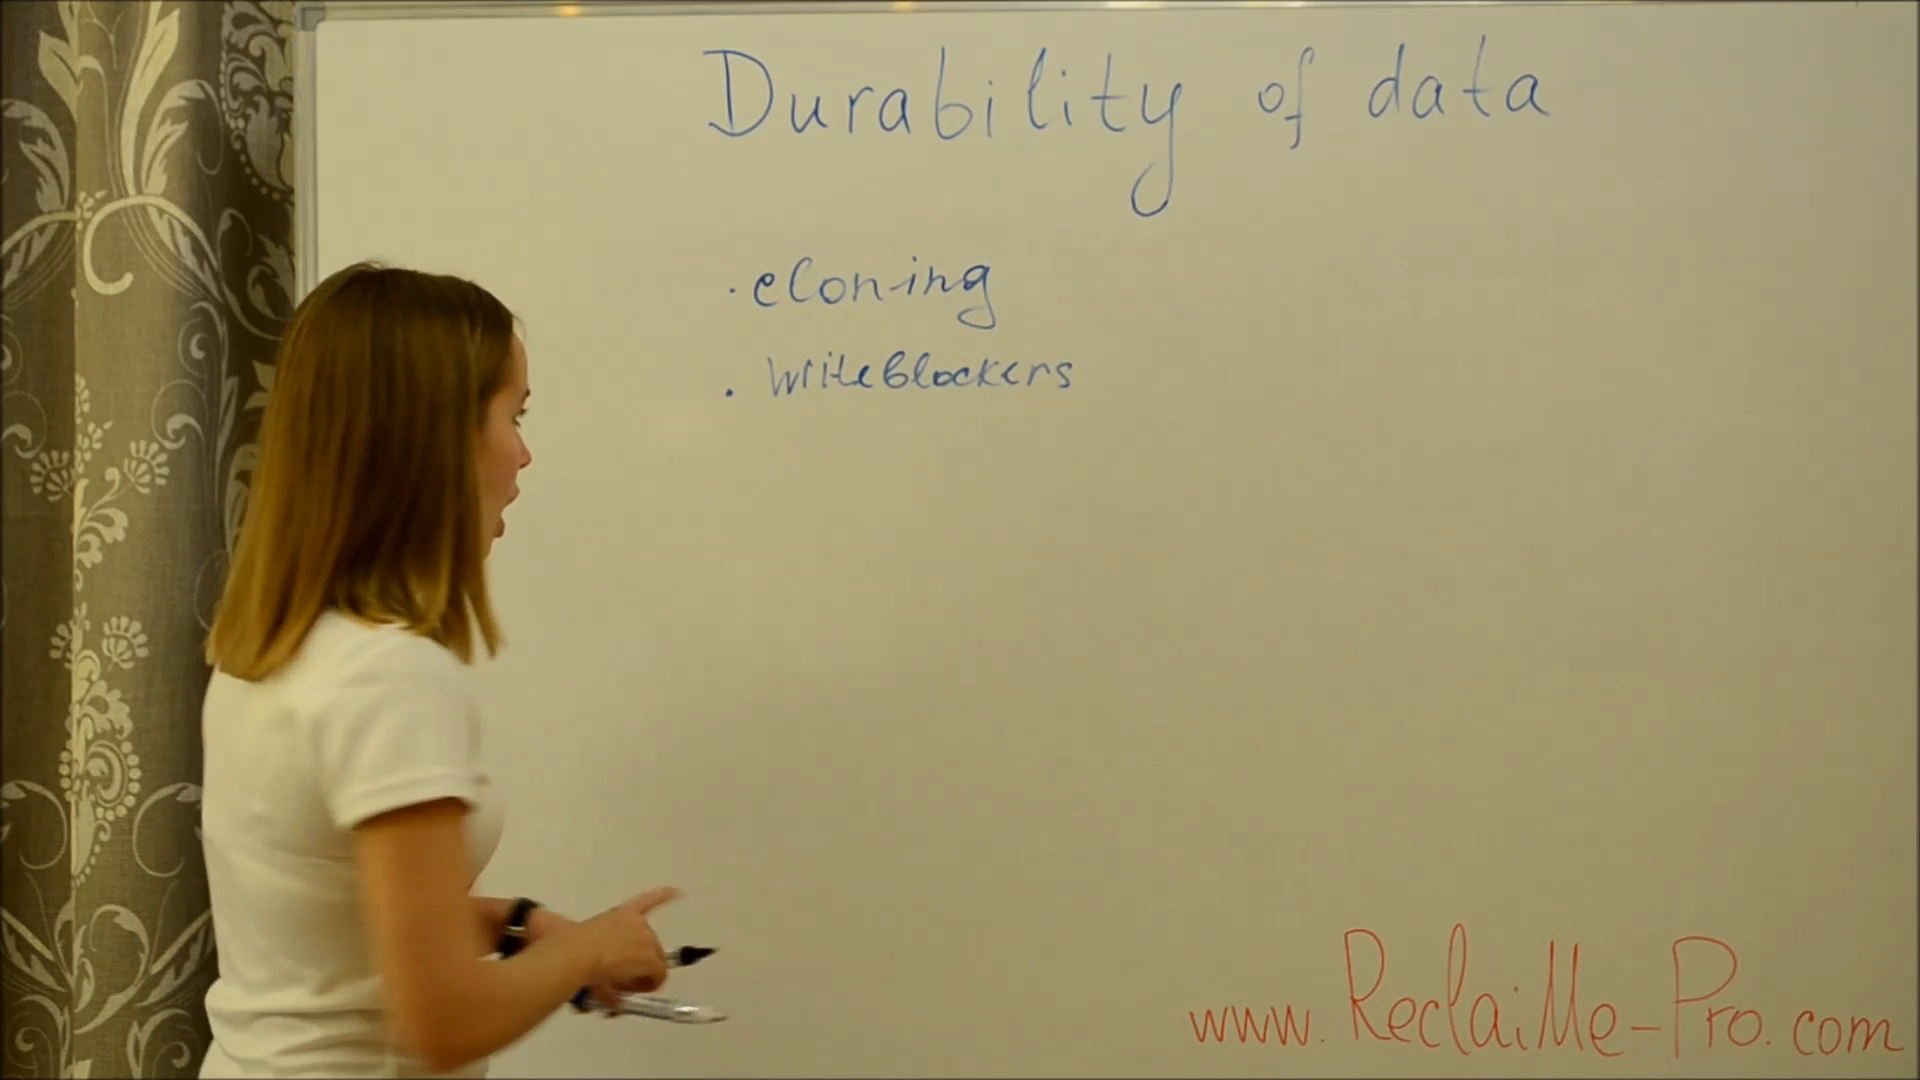 Durability of data
· cloning
. writeblockers
www.ReclaiMe-Pro.com